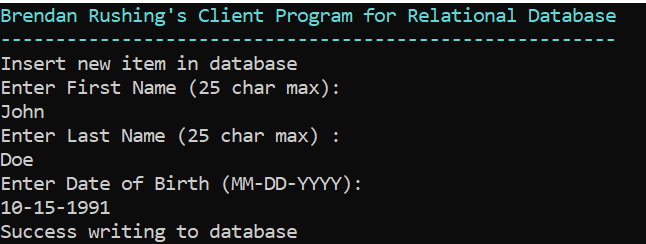 Brendan Rushing's Client Program for Relational Database
--------------------------------------------------------
Insert new item in database
Enter First Name (25 char max):
John
Enter Last Name (25 char max) :
Doe
Enter Date of Birth (MM-DD-YYYY):
10-15-1991
Success writing to database